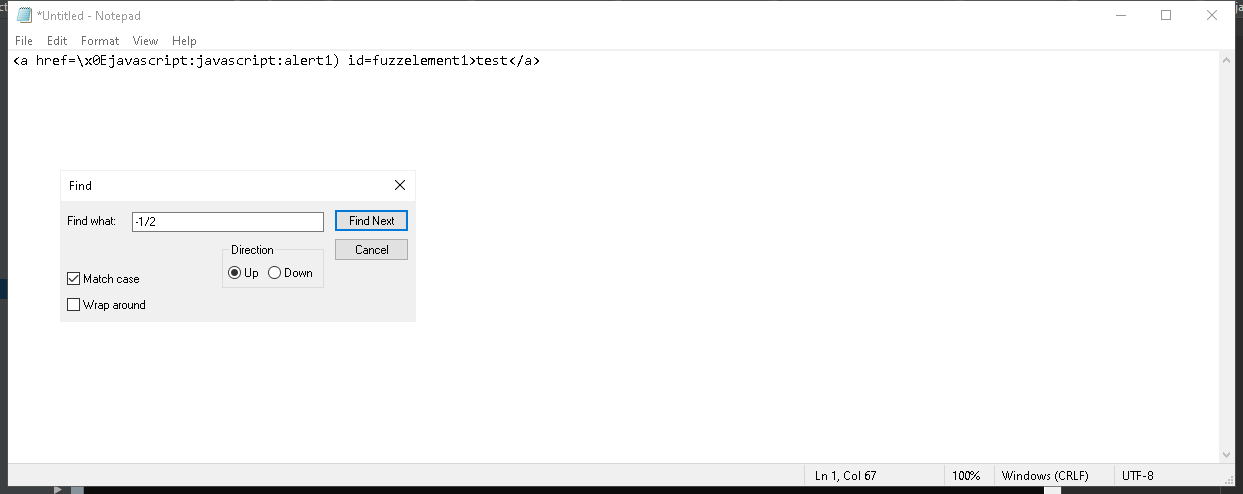 *Untitled - Notepad
File Edit Format View Help
<a href=\x0Ejavascript:javascript:alert1) id=fuzzelement1>test</a>
Find
Find what: -1/2 Find Next
Direction Cancel
Up Down
Match case
Wrap around
Ln 1, Col 67 100% Windows (CRLF) UTF-8